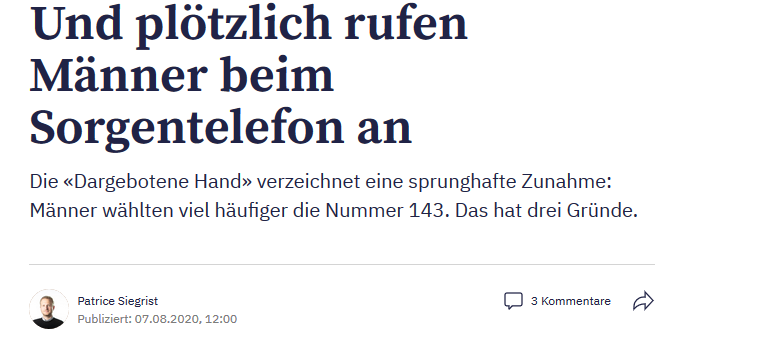 Und plötzlich rufen
Männer beim
Sorgentelefon an
Die «Dargebotene Hand» verzeichnet eine sprunghafte Zunahme:
Männer wählten viel häufiger die Nummer 143. Das hat drei Gründe.
Patrice Siegrist
3 Kommentare
Publiziert: 07.08.2020, 12:00